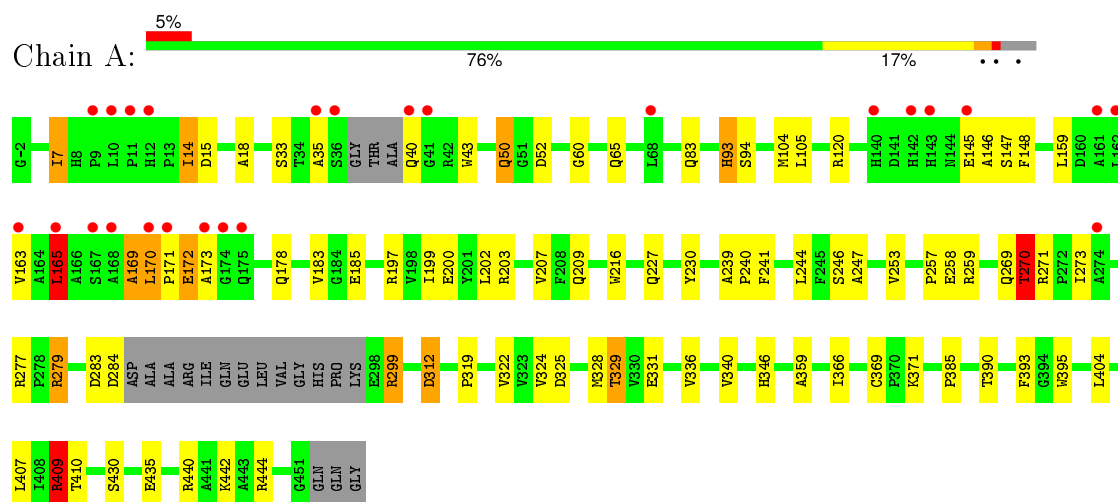 5%
Chain A:
76% 17% • • •
G-2 I7 H8 P9 L10 P11 H12 P13 I14 D15 A18 S33 T34 A35 S36 GLY THR ALA Q40 G41 R42 W43 Q50 G51 D52 G60 Q65 L68 Q83 H93 S94 M104 L105 R120 H140 D141 H142 H143 N144 E145 A146 S147 F148 L159 D160 A161 L162
V163 A164 L165 A166 S167 A168 A169 L170 P171 E172 A173 G174 Q175 Q178 V183 G184 E185 R197 V198 I199 E200 Y201 L202 R203 V207 F208 Q209 W216 Q227 Y230 A239 P240 F241 L244 F245 S246 A247 V253 P257 E258 R259 Q269 T270 R271 P272 I273 A274
R277 P278 R279 D283 D284 ASP ALA ALA ARG ILE GLN GLU LEU VAL GLY HIS PRO LYS E298 R299 D312 P319 V322 V323 V324 D325 M328 T329 V330 E331 V336 V340 H346 A359 I366 C369 P370 K371 P385 T390 F393 G394 W395 L404
L407 I408 R409 T410 S430 E435 R440 A441 K442 A443 R444 G451 GLN GLN GLY